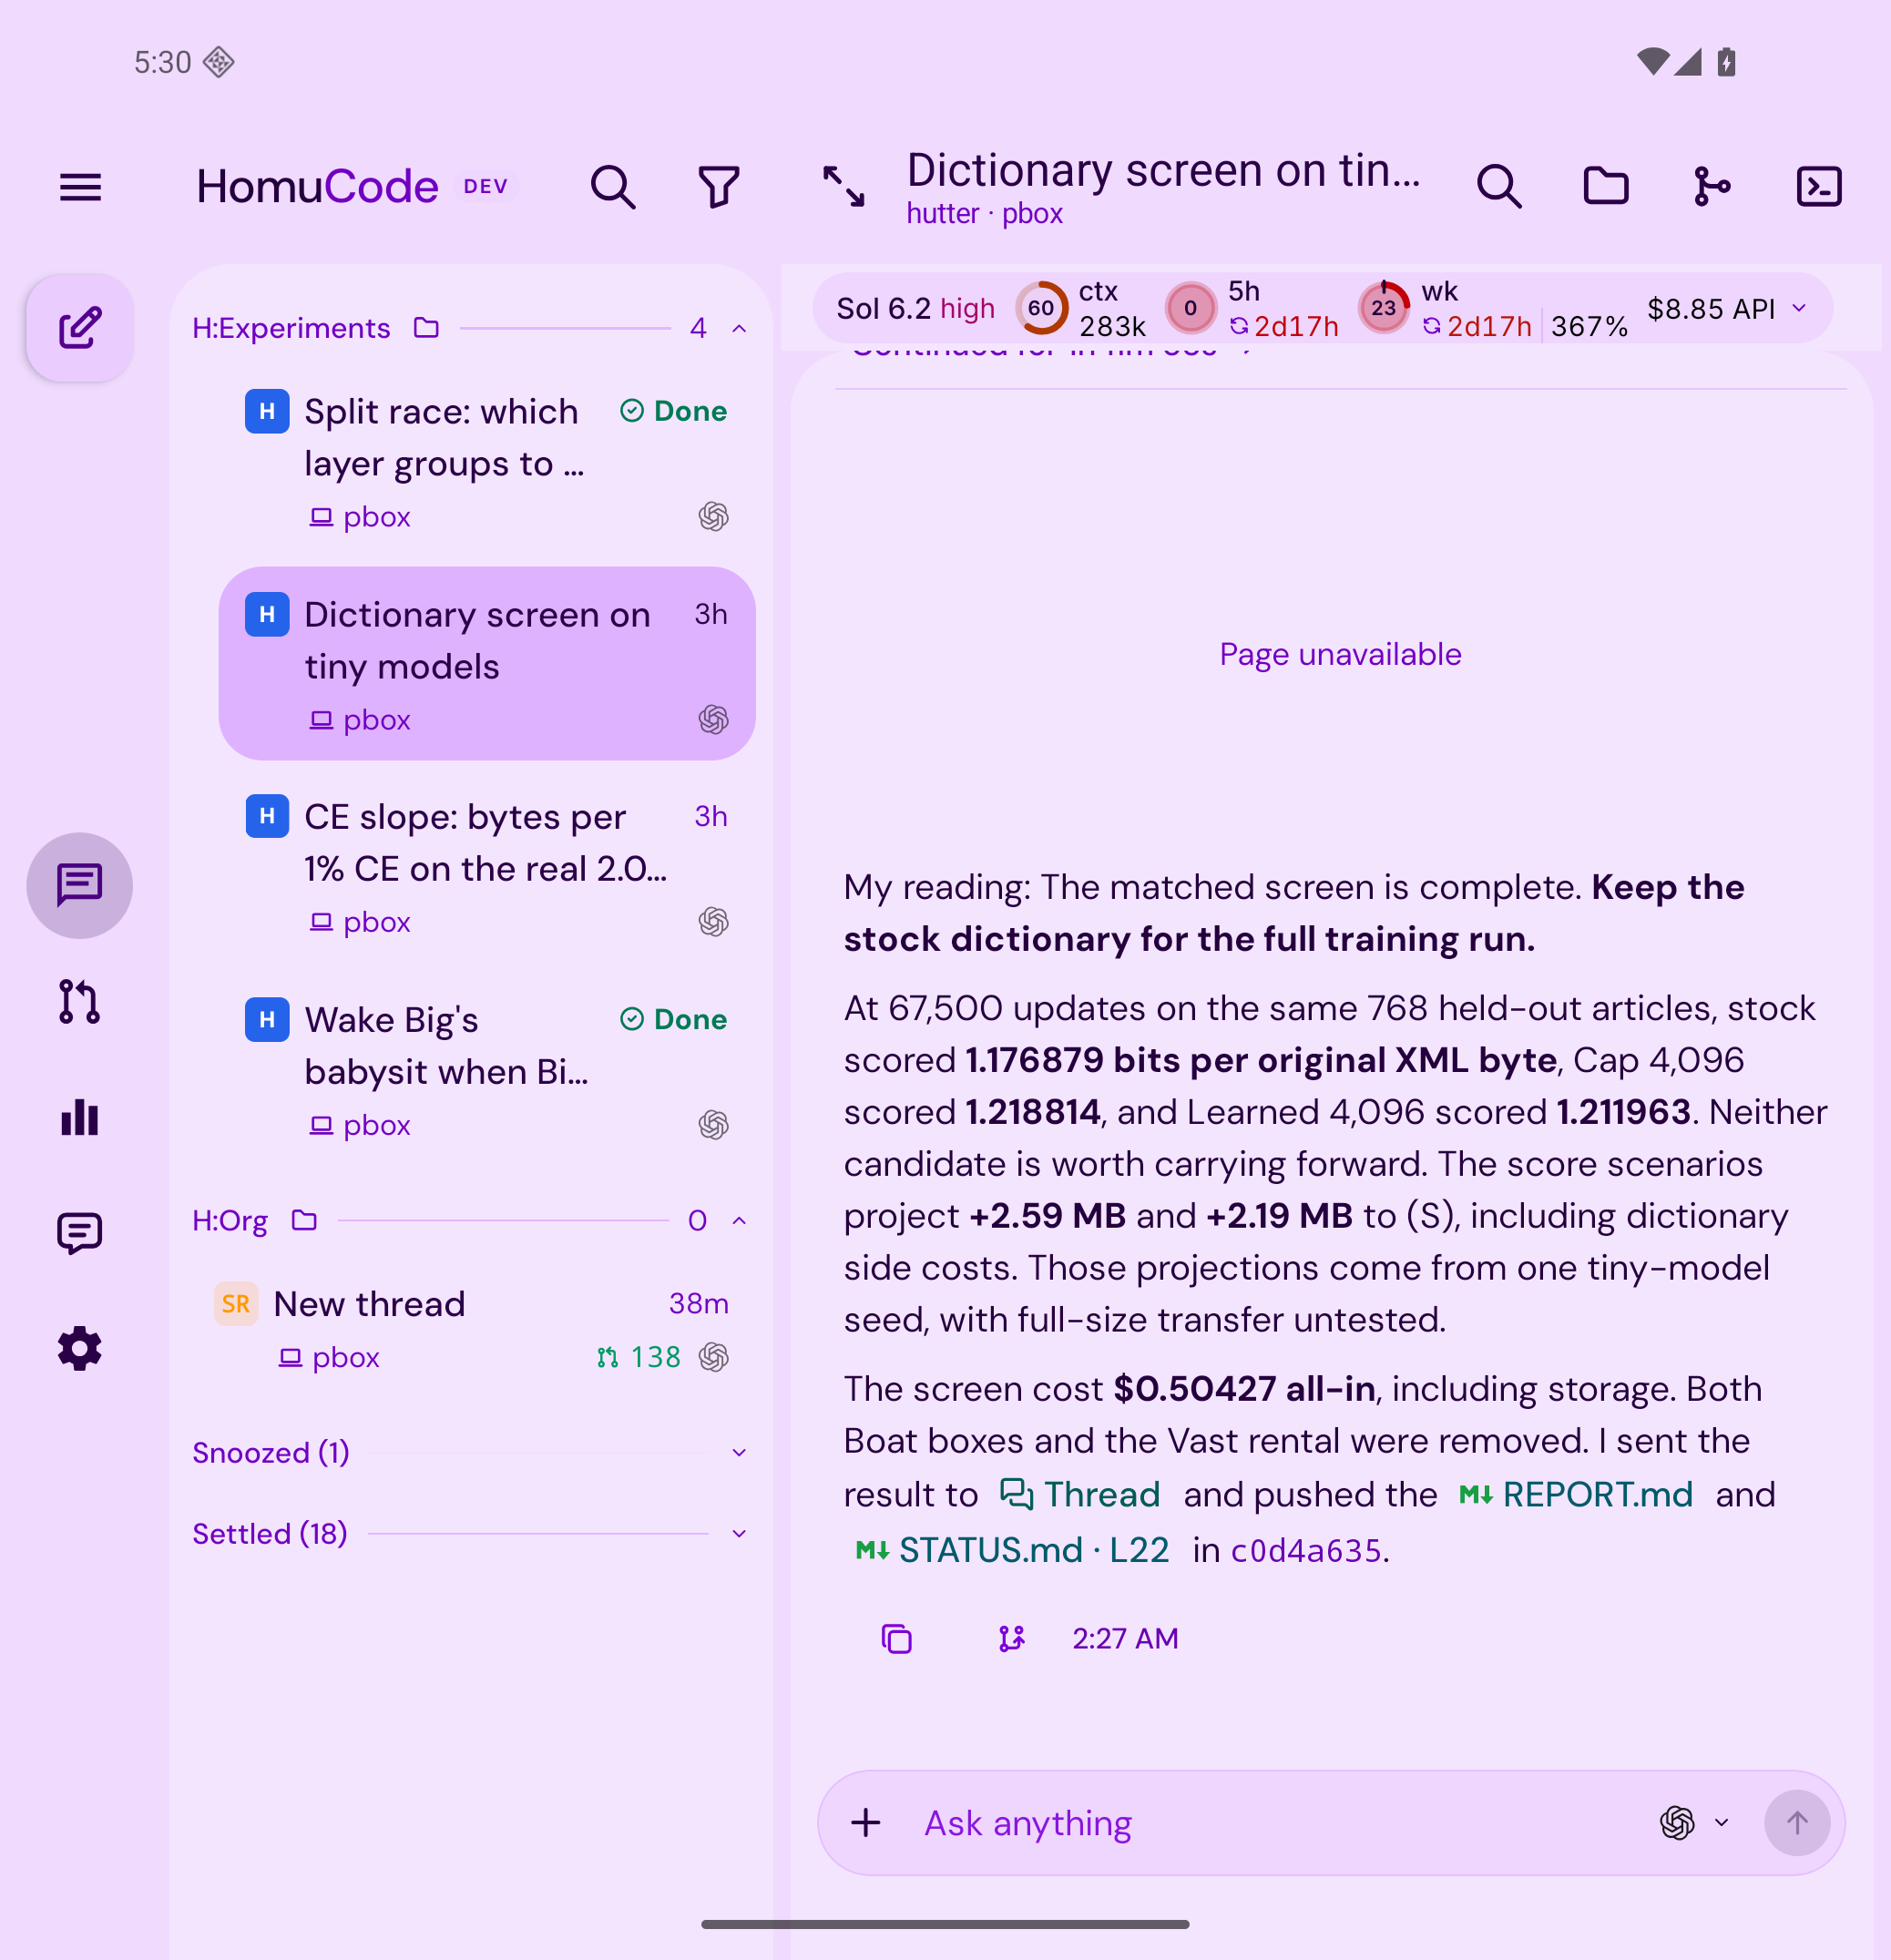 5:30
HomuCode DEV
Dictionary screen on tin...
hutter · pbox
H:Experiments 4
H Split race: which Done
layer groups to ...
pbox
H Dictionary screen on 3h
tiny models
pbox
H CE slope: bytes per 3h
1% CE on the real 2.0...
pbox
H Wake Big's Done
babysit when Bi...
pbox
H:Org 0
SR New thread 38m
pbox 138
Snoozed (1)
Settled (18)
Sol 6.2 high 60 ctx 283k 0 5h 2d17h 23 wk 2d17h 367% $8.85 API
Page unavailable
My reading: The matched screen is complete. Keep the
stock dictionary for the full training run.
At 67,500 updates on the same 768 held-out articles, stock
scored 1.176879 bits per original XML byte, Cap 4,096
scored 1.218814, and Learned 4,096 scored 1.211963. Neither
candidate is worth carrying forward. The score scenarios
project +2.59 MB and +2.19 MB to (S), including dictionary
side costs. Those projections come from one tiny-model
seed, with full-size transfer untested.
The screen cost $0.50427 all-in, including storage. Both
Boat boxes and the Vast rental were removed. I sent the
result to Thread and pushed the M↓ REPORT.md and
M↓ STATUS.md · L22 in c0d4a635.
2:27 AM
Ask anything